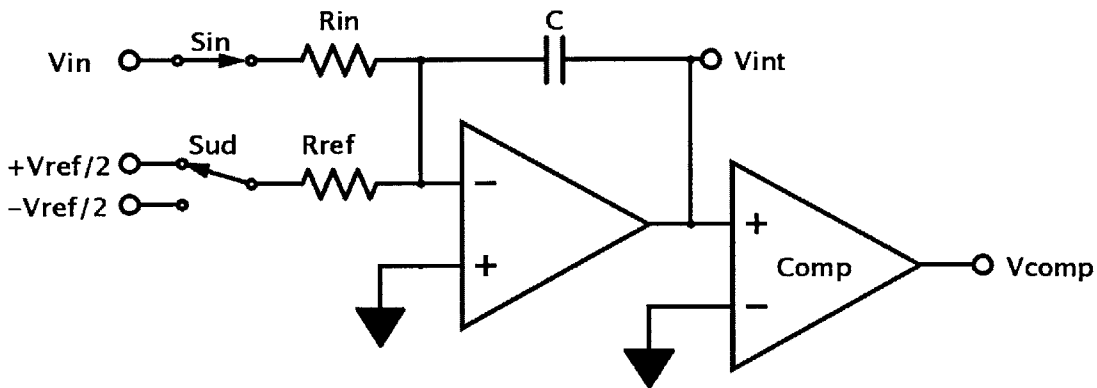 C
Rin
Sin
Vin
Vint
Sud
Rref
+Vref/2
−Vref/2
−
+
+
Comp
−
Vcomp